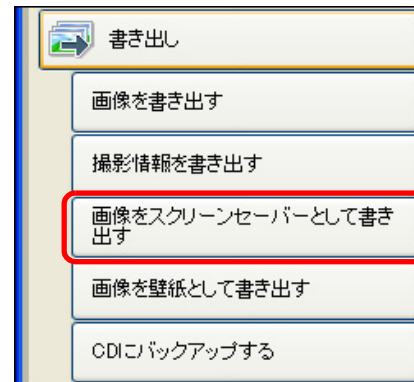 書き出し
画像を書き出す
撮影情報を書き出す
画像をスクリーンセーバーとして書き
出す
画像を壁紙として書き出す
CDにバックアップする